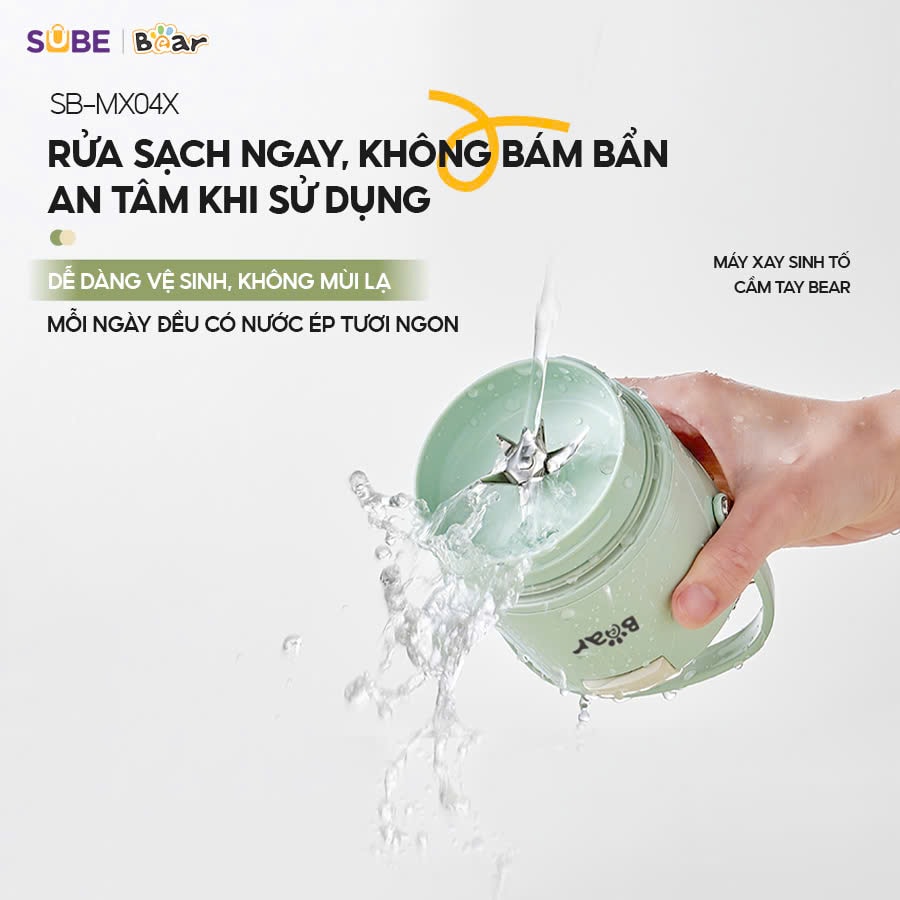 SUBE | Bear
SB-MX04X
RỬA SẠCH NGAY, KHÔNG BÁM BẨN
AN TÂM KHI SỬ DỤNG
DỄ DÀNG VỆ SINH, KHÔNG MÙI LẠ
MỖI NGÀY ĐỀU CÓ NƯỚC ÉP TƯƠI NGON
MÁY XAY SINH TỐ
CẦM TAY BEAR
Bear